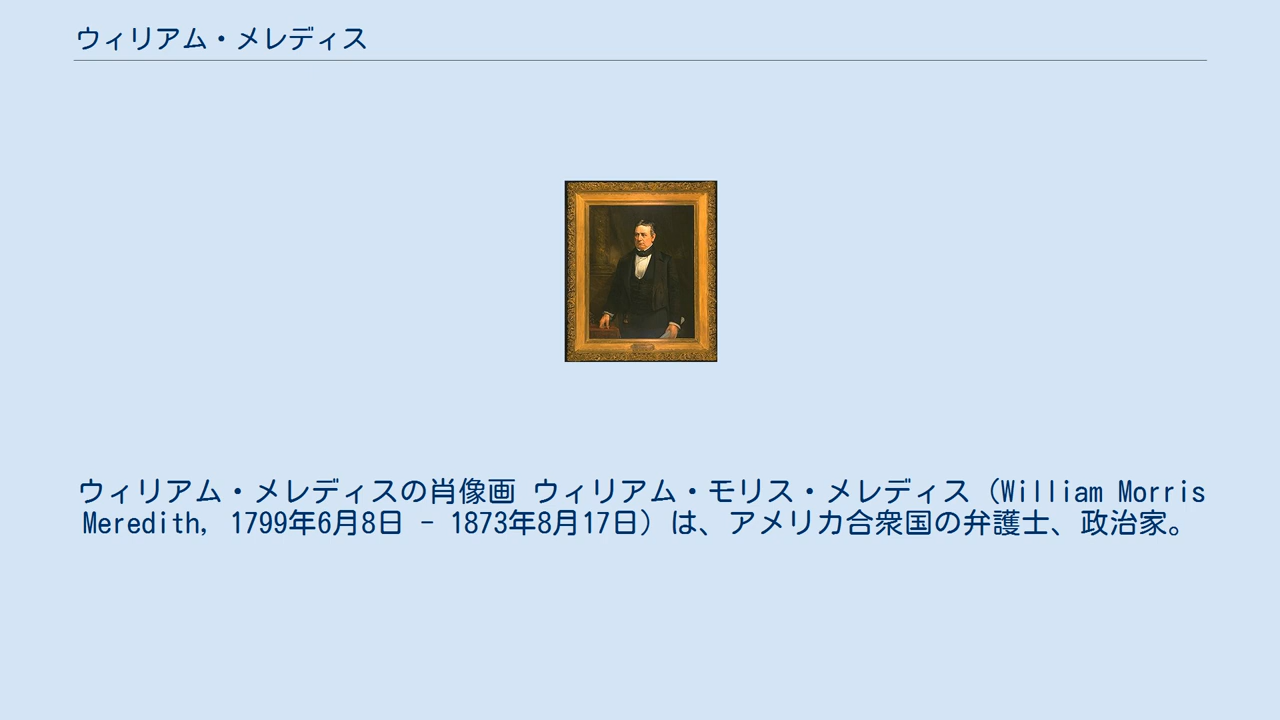 ウィリアム・メレディス
ウィリアム・メレディスの肖像画 ウィリアム・モリス・メレディス（William Morris
Meredith, 1799年6月8日 - 1873年8月17日）は、アメリカ合衆国の弁護士、政治家。